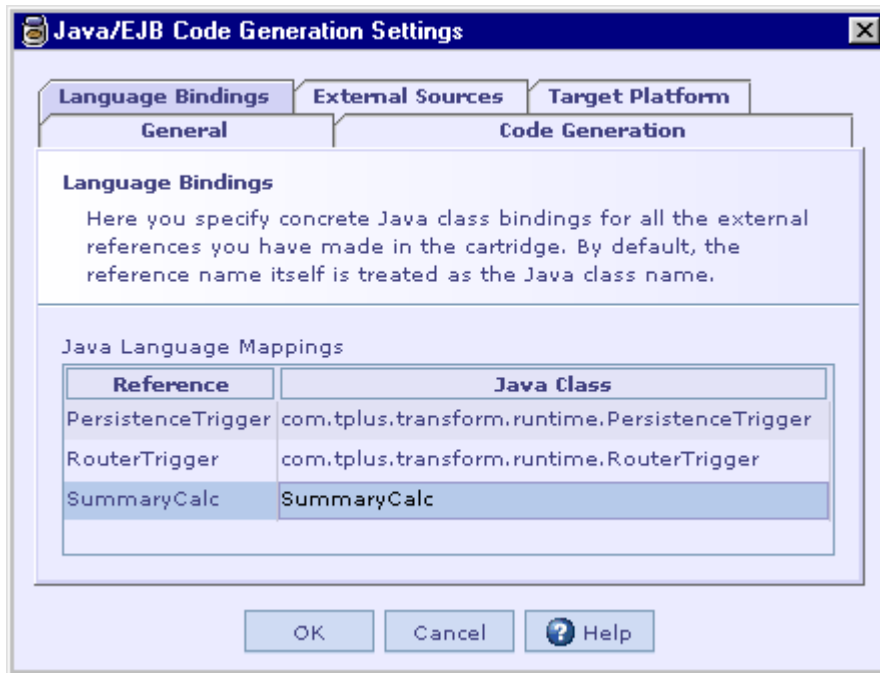 Java/EJB Code Generation Settings
Language Bindings External Sources Target Platform
General Code Generation
Language Bindings
Here you specify concrete Java class bindings for all the external
references you have made in the cartridge. By default, the
reference name itself is treated as the Java class name.
Java Language Mappings
Reference Java Class
PersistenceTrigger com.tplus.transform.runtime.PersistenceTrigger
RouterTrigger com.tplus.transform.runtime.RouterTrigger
SummaryCalc SummaryCalc
OK Cancel ? Help